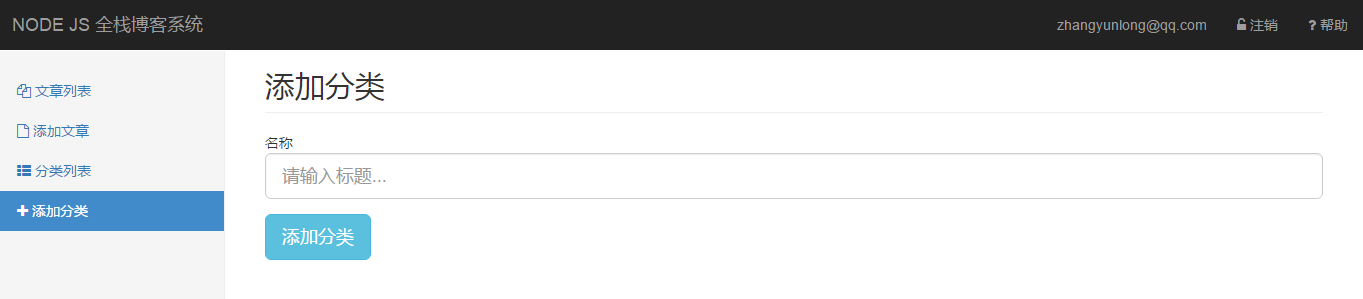 NODE JS 全栈博客系统 zhangyunlong@qq.com 注销 ? 帮助
文章列表
添加文章
分类列表
添加分类
添加分类
名称
请输入标题...
添加分类